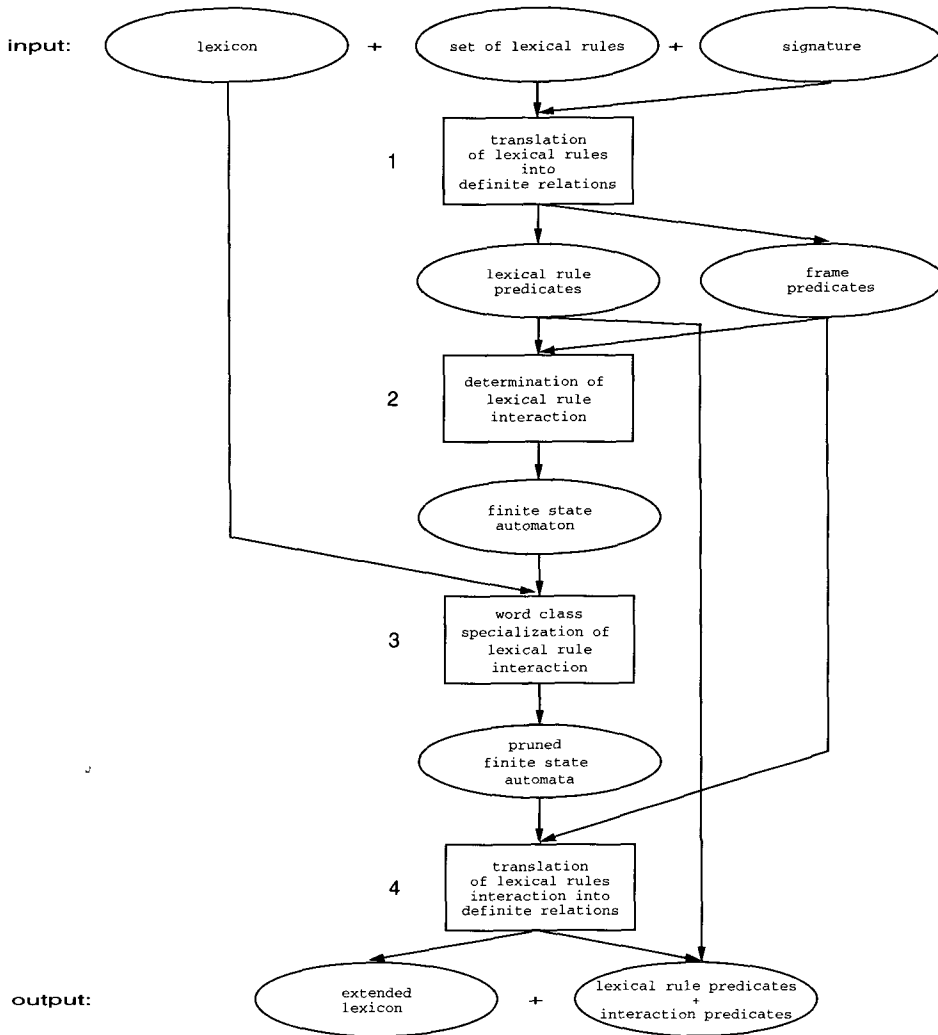 input: lexicon + set of lexical rules + signature
1
translation
of lexical rules
into
definite relations
lexical rule
predicates
frame
predicates
2
determination of
lexical rule
interaction
finite state
automaton
3
word class
specialization of
lexical rule
interaction
pruned
finite state
automata
4
translation
of lexical rules
interaction into
definite relations
output:
extended
lexicon
+
lexical rule predicates
+
interaction predicates